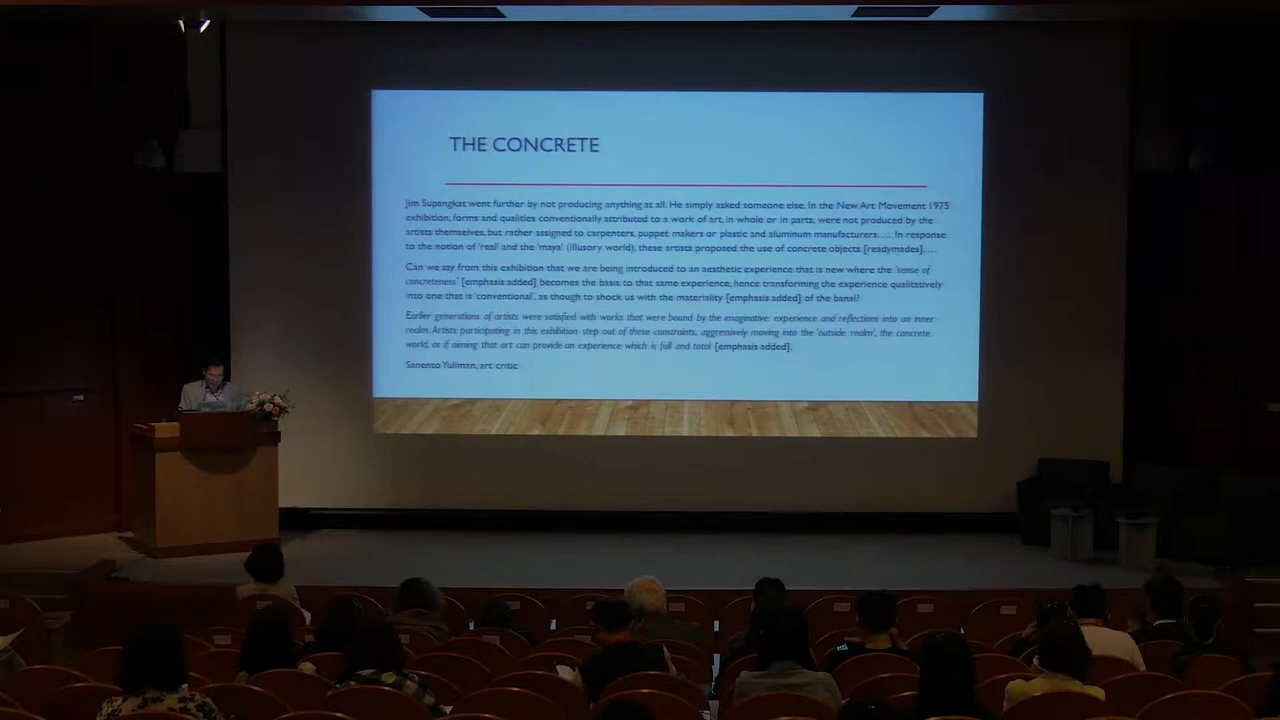 THE CONCRETE
Jim Supangkat went further by not producing anything at all. He simply asked someone else. In the New Art Movement 1975
exhibition, forms and qualities conventionally attributed to a work of art, in whole or in parts, were not produced by the
artists themselves, but rather assigned to carpenters, puppet makers or plastic and aluminum manufacturers.... In response
to the notion of 'real' and the 'maya' (illusory world), these artists proposed the use of concrete objects [readymades]....
Can we say from this exhibition that we are being introduced to an aesthetic experience that is new where the 'sense of
concreteness' [emphasis added] becomes the basis to that same experience, hence transforming the experience qualitatively
into one that is 'conventional', as though to shock us with the materiality [emphasis added] of the banal?
Earlier generations of artists were satisfied with works that were bound by the imaginative experience and reflections into an inner
realm. Artists participating in this exhibition step out of these constraints, aggressively moving into the 'outside realm', the concrete
world, as if aiming that art can provide an experience which is full and total [emphasis added].
Sanento Yuliman, art critic